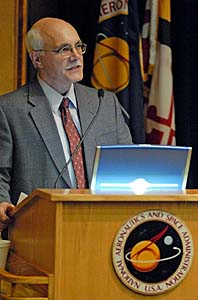 NATIONAL AERONAUTICS AND SPACE ADMINISTRATION
U.S.A.